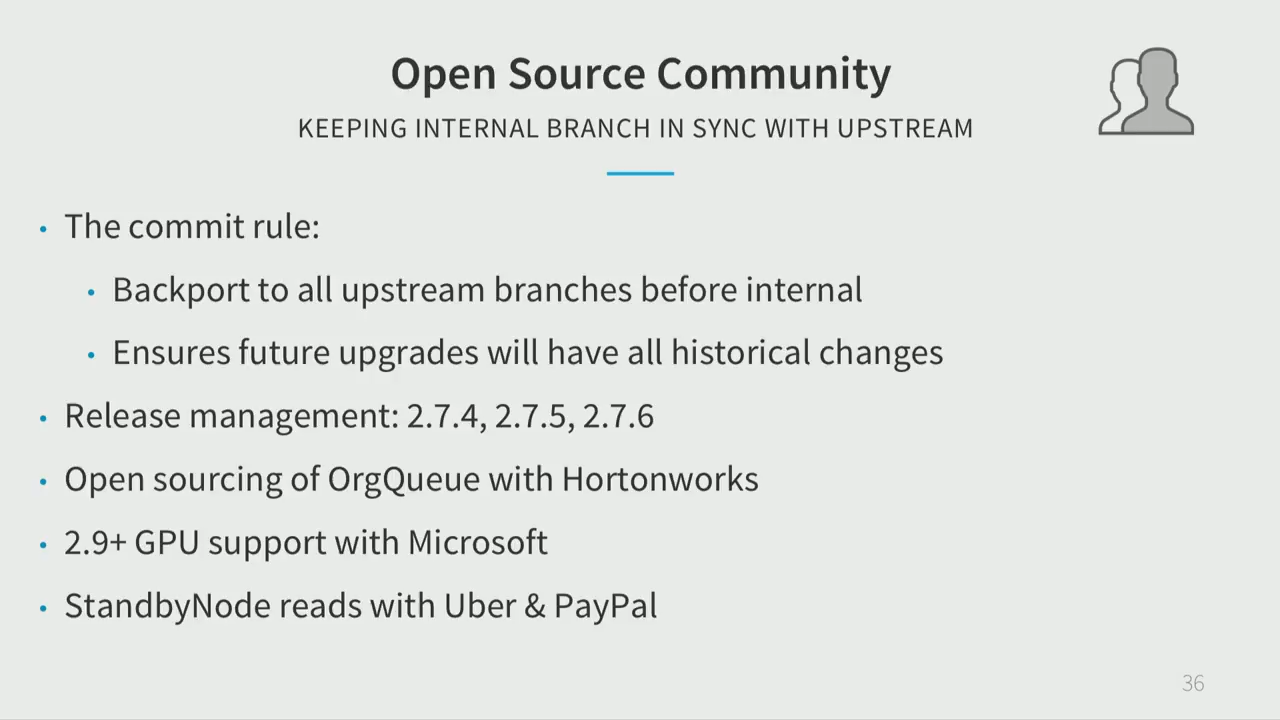 Open Source Community
KEEPING INTERNAL BRANCH IN SYNC WITH UPSTREAM
• The commit rule:
• Backport to all upstream branches before internal
• Ensures future upgrades will have all historical changes
• Release management: 2.7.4, 2.7.5, 2.7.6
• Open sourcing of OrgQueue with Hortonworks
• 2.9+ GPU support with Microsoft
• StandbyNode reads with Uber & PayPal
36